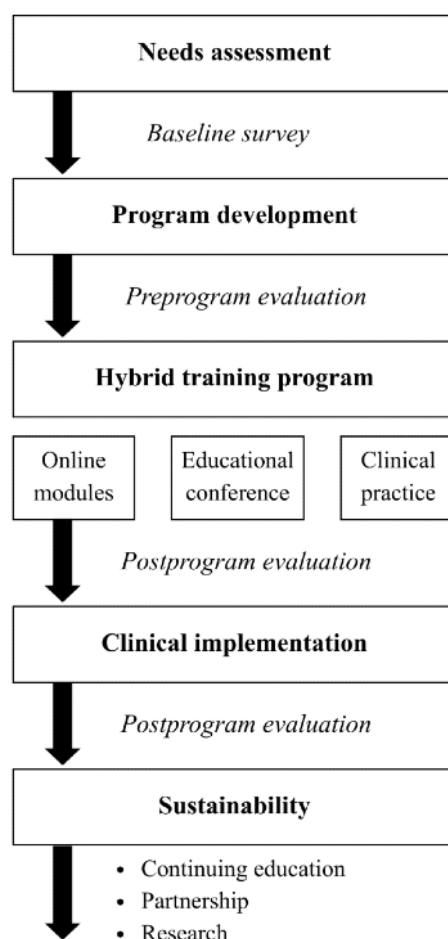 Needs assessment
Baseline survey
Program development
Preprogram evaluation
Hybrid training program
Online
modules
Educational
conference
Clinical
practice
Postprogram evaluation
Clinical implementation
Postprogram evaluation
Sustainability
• Continuing education
• Partnership
• Research